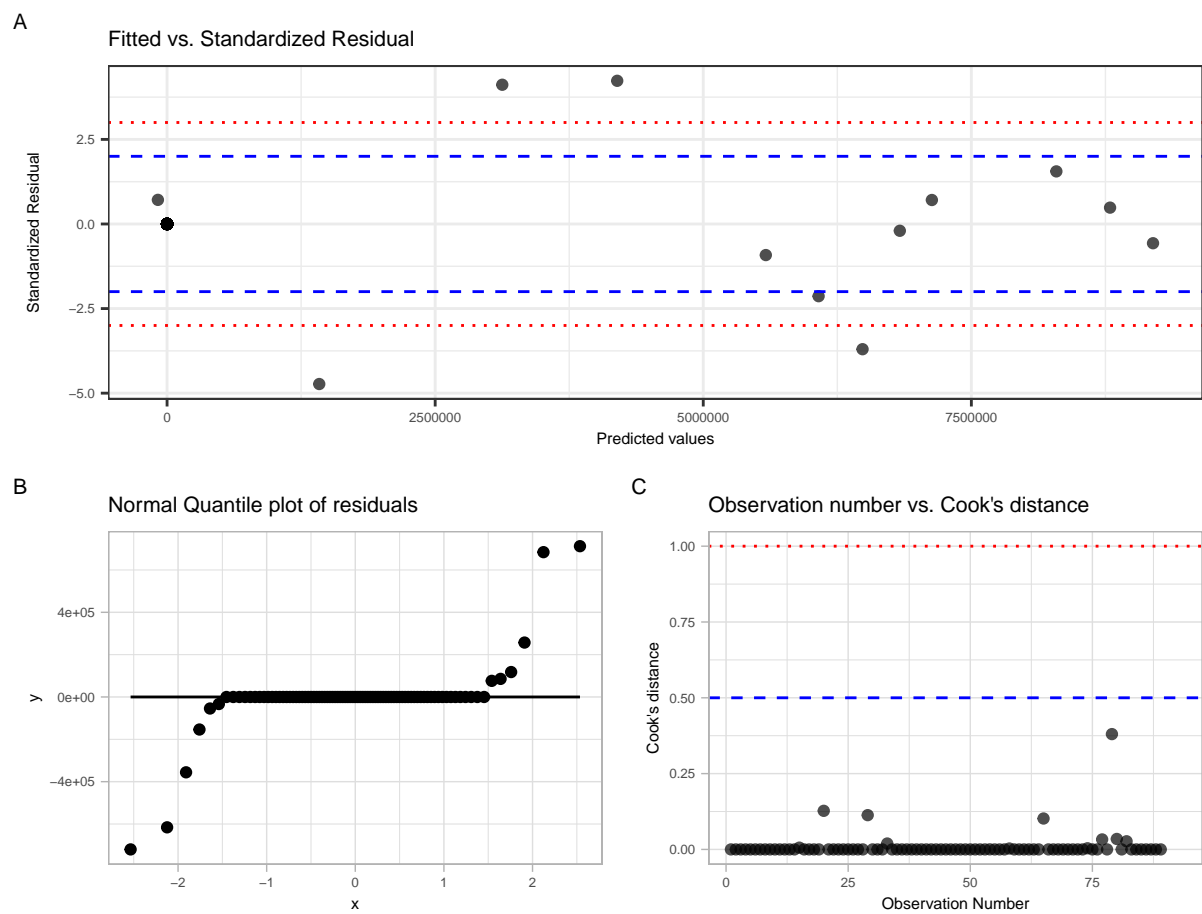 A
Fitted vs. Standardized Residual
Standardized Residual
2.5
0.0
−2.5
−5.0
0 2500000 5000000 7500000
Predicted values
B
Normal Quantile plot of residuals
y
4e+05
0e+00
−4e+05
−2 −1 0 1 2
x
C
Observation number vs. Cook's distance
Cook's distance
1.00
0.75
0.50
0.25
0.00
0 25 50 75
Observation Number